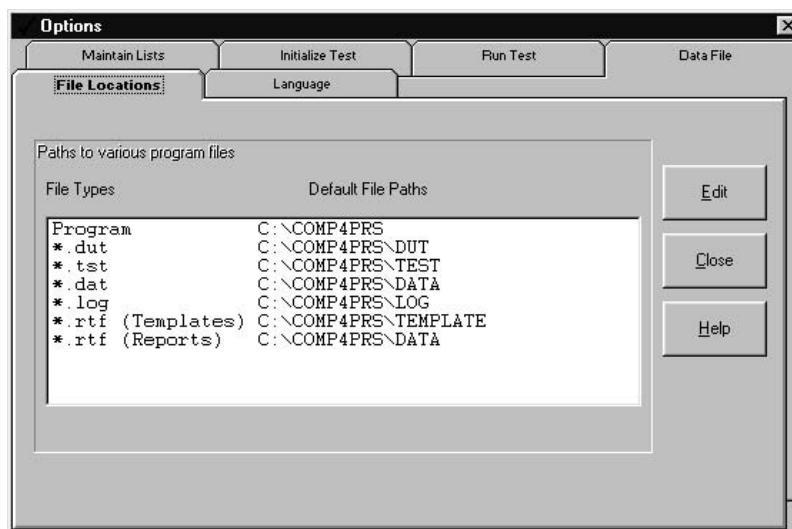 Options
Maintain Lists Initialize Test Run Test Data File
File Locations Language
Paths to various program files
File Types Default File Paths
Program C:\COMP4PRS
*.dut C:\COMP4PRS\DUT
*.tst C:\COMP4PRS\TEST
*.dat C:\COMP4PRS\DATA
*.log C:\COMP4PRS\LOG
*.rtf (Templates) C:\COMP4PRS\TEMPLATE
*.rtf (Reports) C:\COMP4PRS\DATA
Edit
Close
Help